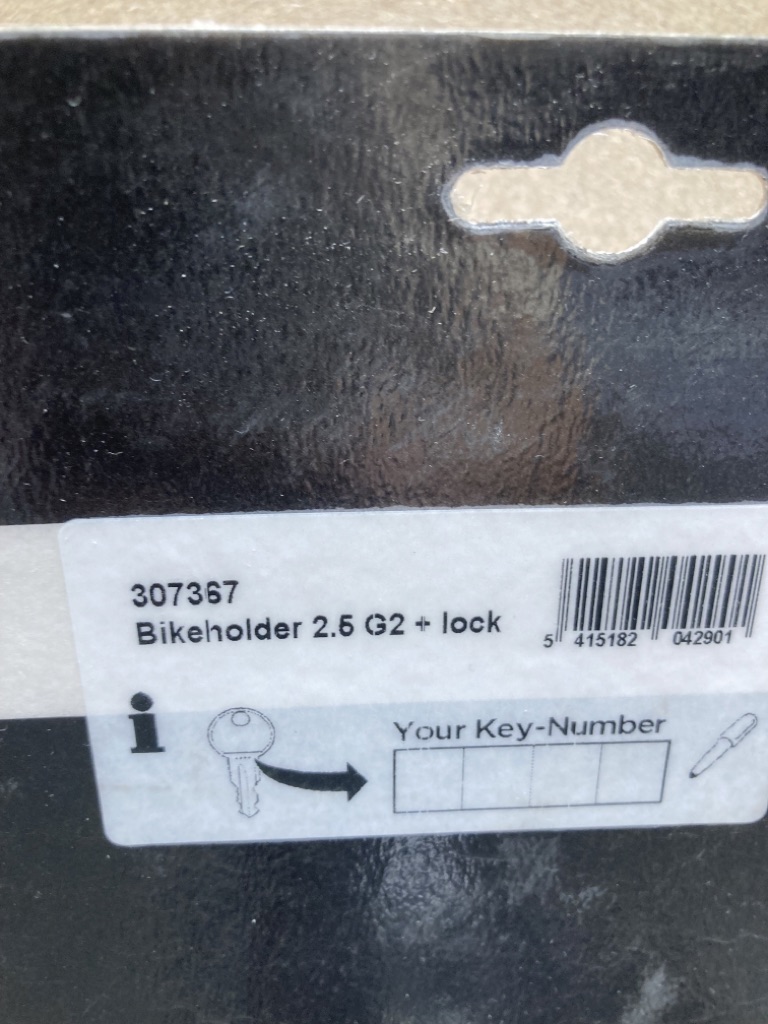 307367
Bikeholder 2.5 G2 + lock
5 415182 042901
i
Your Key-Number